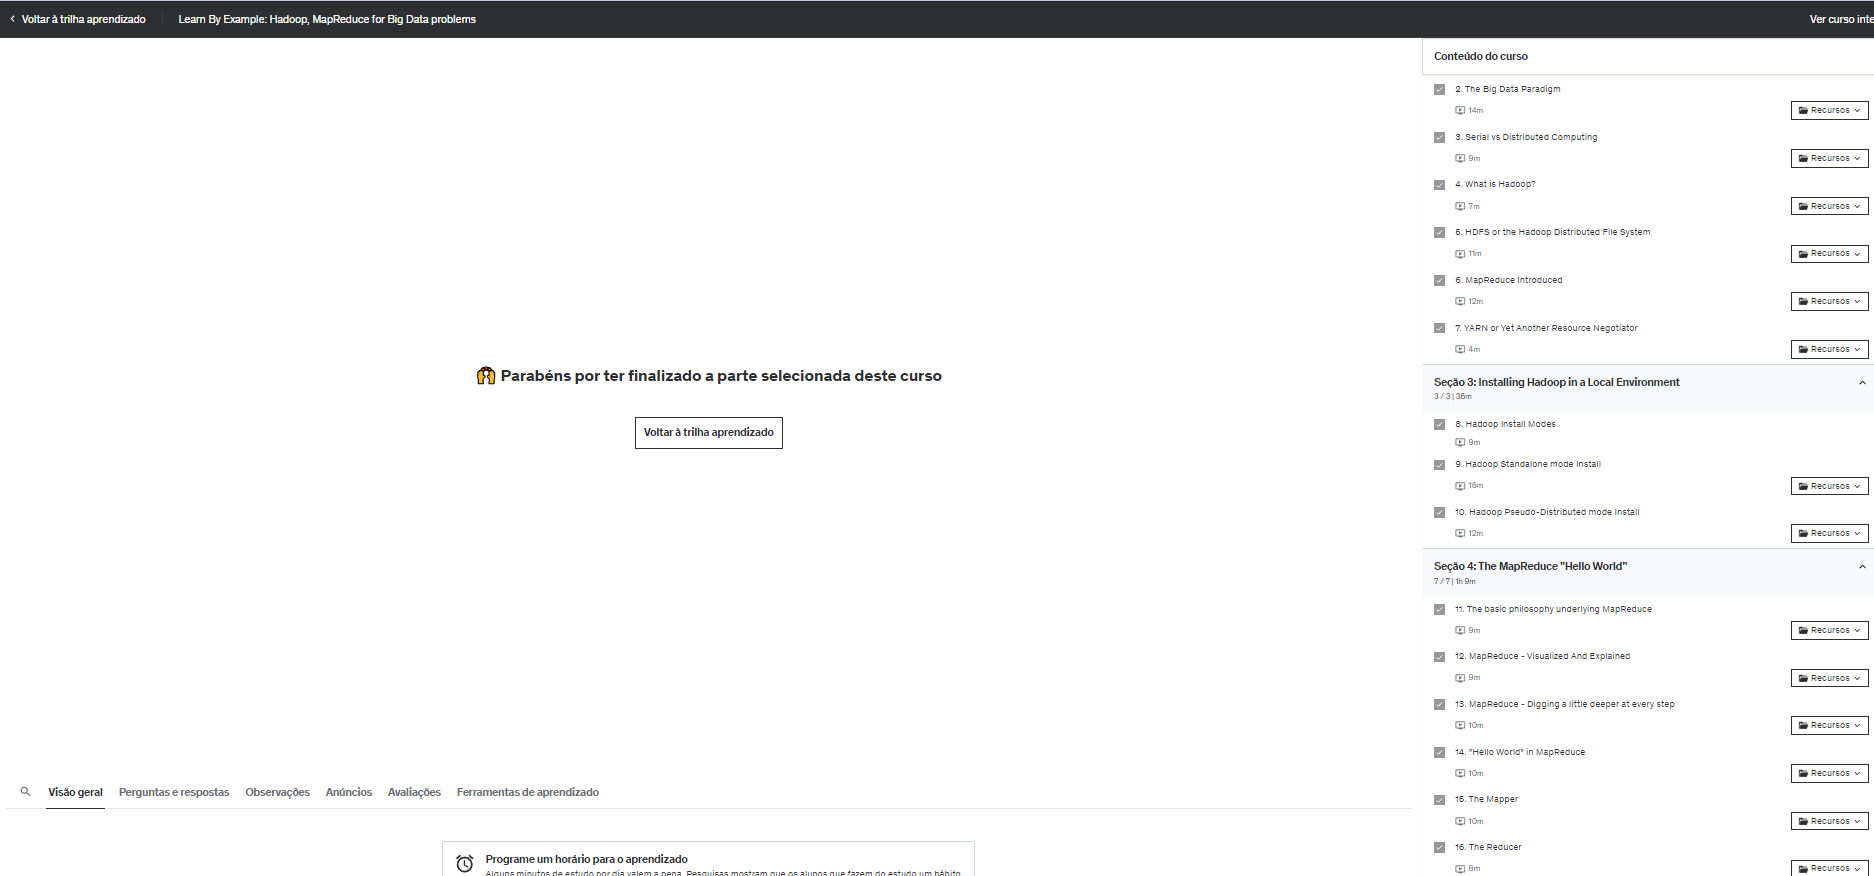 Voltar à trilha aprendizado
Learn By Example: Hadoop, MapReduce for Big Data problems
Ver curso inte
Parabéns por ter finalizado a parte selecionada deste curso
Voltar à trilha aprendizado
Visão geral
Perguntas e respostas
Observações
Anúncios
Avaliações
Ferramentas de aprendizado
Programe um horário para o aprendizado
Alguns minutos de estudo por dia valem a pena. Pesquisas mostram que os alunos que fazem do estudo um hábito
Conteúdo do curso
2. The Big Data Paradigm
14m
Recursos
3. Serial vs Distributed Computing
9m
Recursos
4. What is Hadoop?
7m
Recursos
5. HDFS or the Hadoop Distributed File System
11m
Recursos
6. MapReduce Introduced
12m
Recursos
7. YARN or Yet Another Resource Negotiator
4m
Recursos
Seção 3: Installing Hadoop in a Local Environment
3 / 3 | 36m
8. Hadoop Install Modes
9m
9. Hadoop Standalone mode Install
16m
Recursos
10. Hadoop Pseudo-Distributed mode Install
12m
Recursos
Seção 4: The MapReduce "Hello World"
7 / 7 | 1h 9m
11. The basic philosophy underlying MapReduce
9m
Recursos
12. MapReduce - Visualized And Explained
9m
Recursos
13. MapReduce - Digging a little deeper at every step
10m
Recursos
14. "Hello World" in MapReduce
10m
Recursos
15. The Mapper
10m
Recursos
16. The Reducer
8m
Recursos